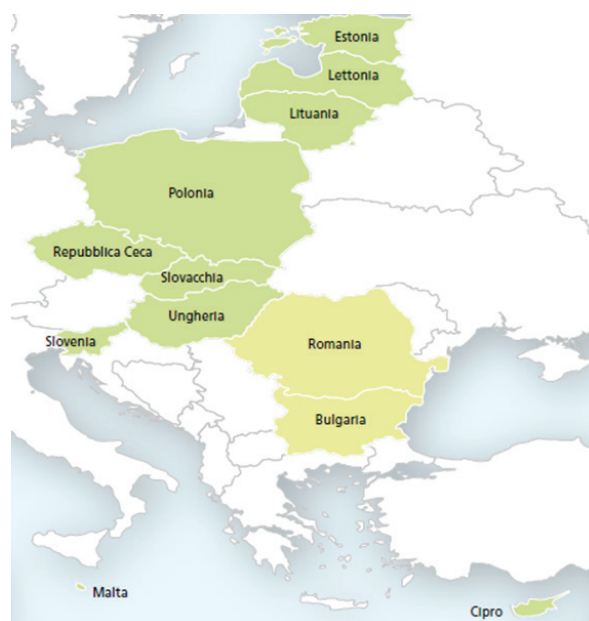 Estonia
Lettonia
Lituania
Polonia
Repubblica Ceca
Slovacchia
Ungheria
Slovenia
Romania
Bulgaria
Malta
Cipro